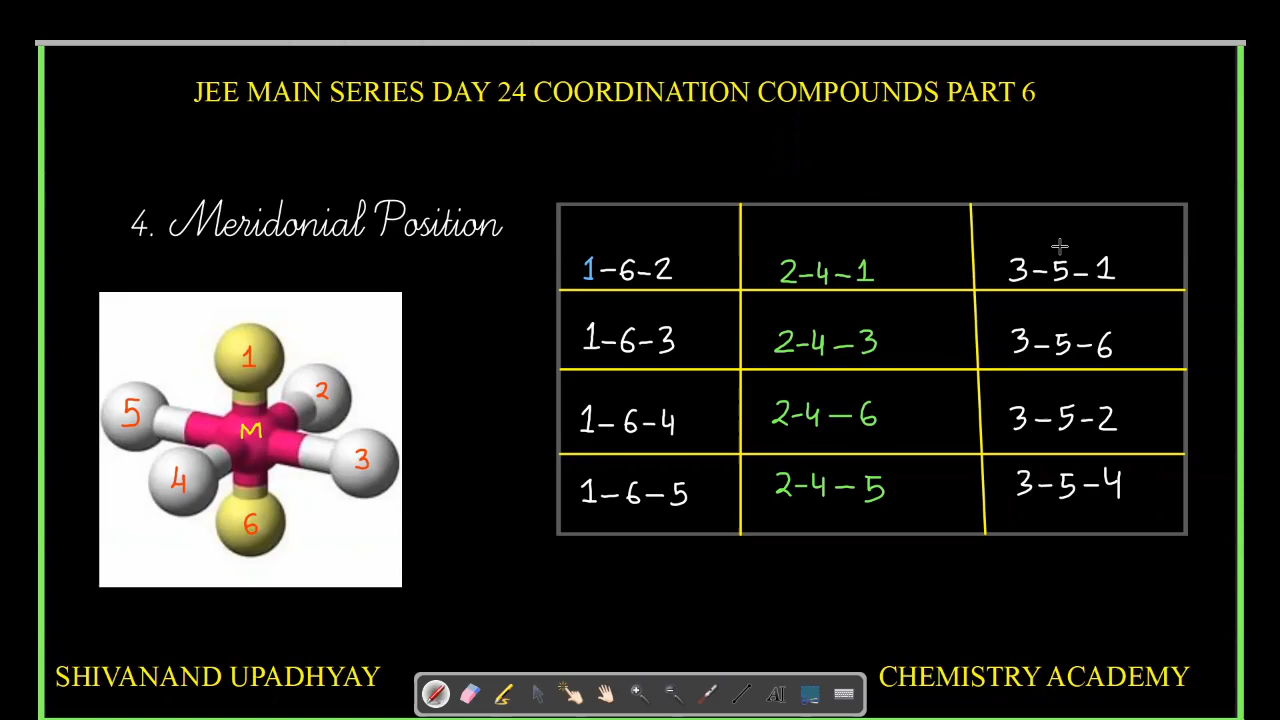 JEE MAIN SERIES DAY 24 COORDINATION COMPOUNDS PART 6
4. Meridonial Position
1
2
5
M
3
4
6
1-6-2 2-4-1 3-5-1
1-6-3 2-4-3 3-5-6
1-6-4 2-4-6 3-5-2
1-6-5 2-4-5 3-5-4
SHIVANAND UPADHYAY
AI
CHEMISTRY ACADEMY